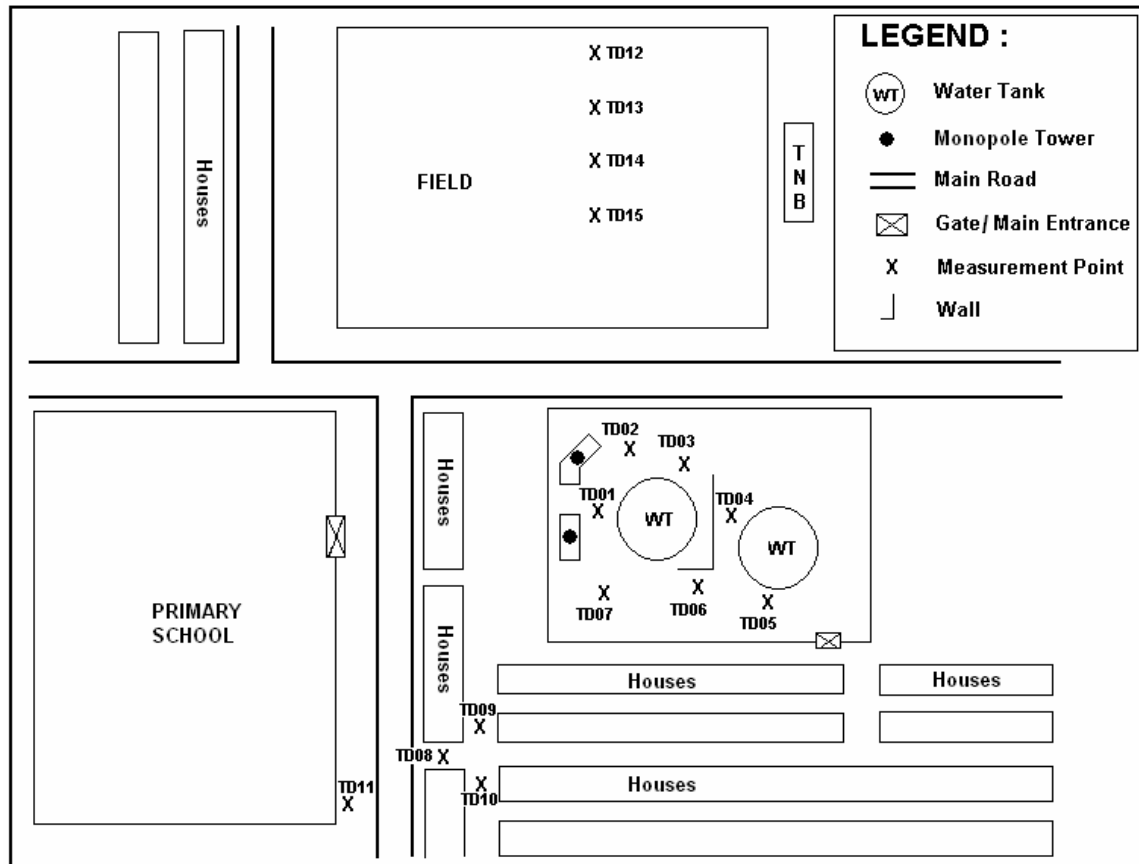 LEGEND :
WT
Water Tank
Monopole Tower
Main Road
Gate/ Main Entrance
X
Measurement Point
Wall
X TD12
X TD13
X TD14
X TD15
FIELD
TNB
Houses
PRIMARY
SCHOOL
Houses
Houses
TD02
X
TD03
X
TD01
X
WT
TD04
X
WT
X
TD07
X
TD06
X
TD05
Houses
Houses
TD09
X
TD08 X
X
TD10
Houses
TD11
X